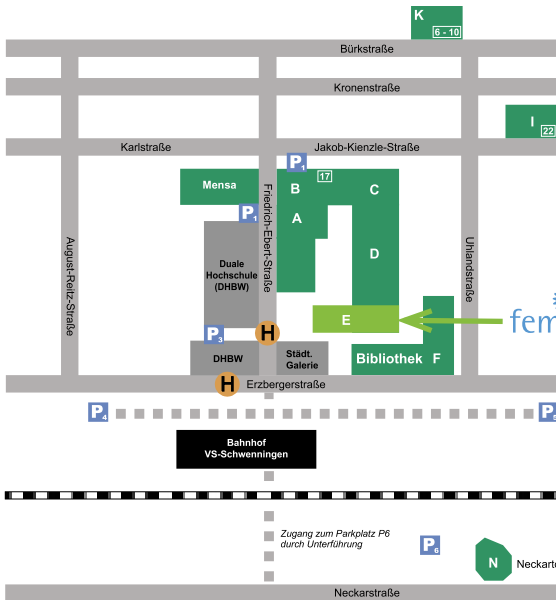 K
6 - 10
Bürkstraße
Kronenstraße
I
22
Karlstraße
Jakob-Kienzle-Straße
P1
17
Mensa
B
C
P1
A
Friedrich-Ebert-Straße
August-Reitz-Straße
Uhlandstraße
Duale
Hochschule
(DHBW)
D
E
fem
P3
H
DHBW
Städt.
Galerie
Bibliothek F
H
Erzbergerstraße
P4
P5
Bahnhof
VS-Schwenningen
Zugang zum Parkplatz P6
durch Unterführung
P6
N
Neckarto
Neckarstraße